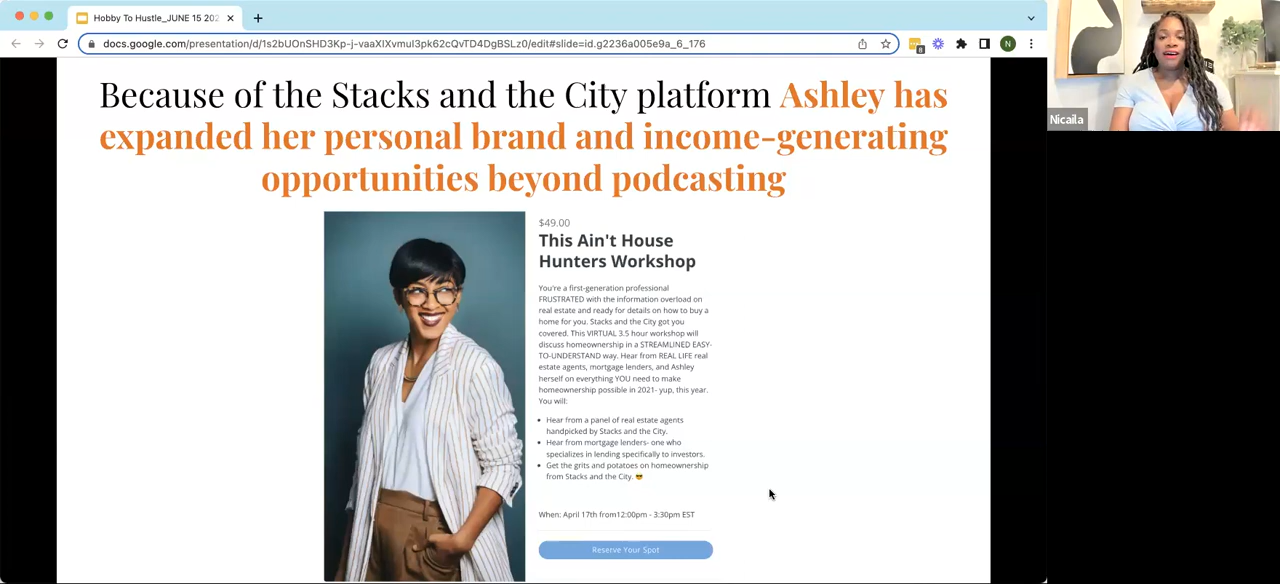 Hobby To Hustle_JUNE 15 202
docs.google.com/presentation/d/1s2bUOnSHD3Kp-j-vaaXIXvmuI3pk62cQvTD4DgBSLz0/edit#slide=id.g2236a005e9a_6_176
8
N
Nicaila
Because of the Stacks and the City platform Ashley has
expanded her personal brand and income-generating
opportunities beyond podcasting
$49.00
This Ain't House
Hunters Workshop
You're a first-generation professional
FRUSTRATED with the information overload on
real estate and ready for details on how to buy a
home for you. Stacks and the City got you
covered. This VIRTUAL 3.5 hour workshop will
discuss homeownership in a STREAMLINED EASY-
TO-UNDERSTAND way. Hear from REAL LIFE real
estate agents, mortgage lenders, and Ashley
herself on everything YOU need to make
homeownership possible in 2021- yup, this year.
You will:
• Hear from a panel of real estate agents
handpicked by Stacks and the City.
• Hear from mortgage lenders- one who
specializes in lending specifically to investors.
• Get the grits and potatoes on homeownership
from Stacks and the City. 😎
When: April 17th from12:00pm - 3:30pm EST
Reserve Your Spot